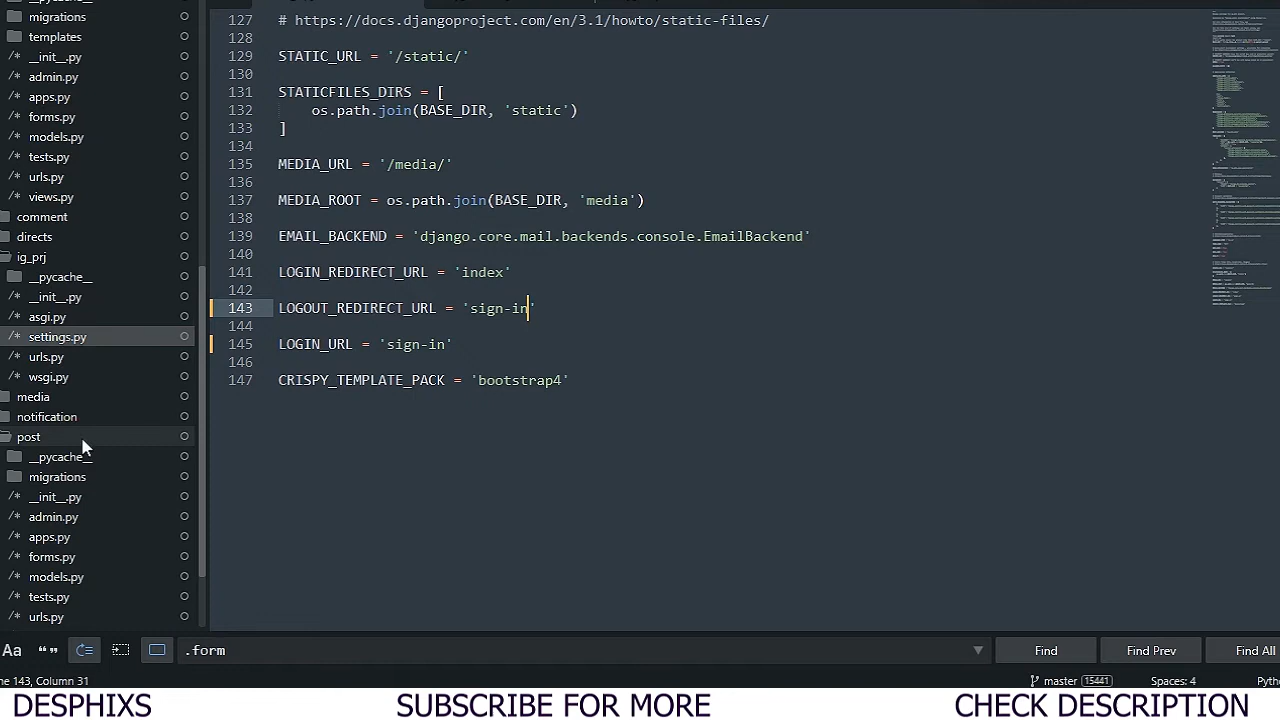 migrations
templates
__init__.py
admin.py
apps.py
forms.py
models.py
tests.py
urls.py
views.py
comment
directs
ig_prj
__pycache__
__init__.py
asgi.py
settings.py
urls.py
wsgi.py
media
notification
post
__pycache__
migrations
__init__.py
admin.py
apps.py
forms.py
models.py
tests.py
urls.py
127 # https://docs.djangoproject.com/en/3.1/howto/static-files/
128
129 STATIC_URL = '/static/'
130
131 STATICFILES_DIRS = [
132 os.path.join(BASE_DIR, 'static')
133 ]
134
135 MEDIA_URL = '/media/'
136
137 MEDIA_ROOT = os.path.join(BASE_DIR, 'media')
138
139 EMAIL_BACKEND = 'django.core.mail.backends.console.EmailBackend'
140
141 LOGIN_REDIRECT_URL = 'index'
142
143 LOGOUT_REDIRECT_URL = 'sign-in'
144
145 LOGIN_URL = 'sign-in'
146
147 CRISPY_TEMPLATE_PACK = 'bootstrap4'
Aa “” .form Find Find Prev Find All
ne 143, Column 31 master 15441 Spaces: 4 Pytho
DESPHIXS SUBSCRIBE FOR MORE CHECK DESCRIPTION